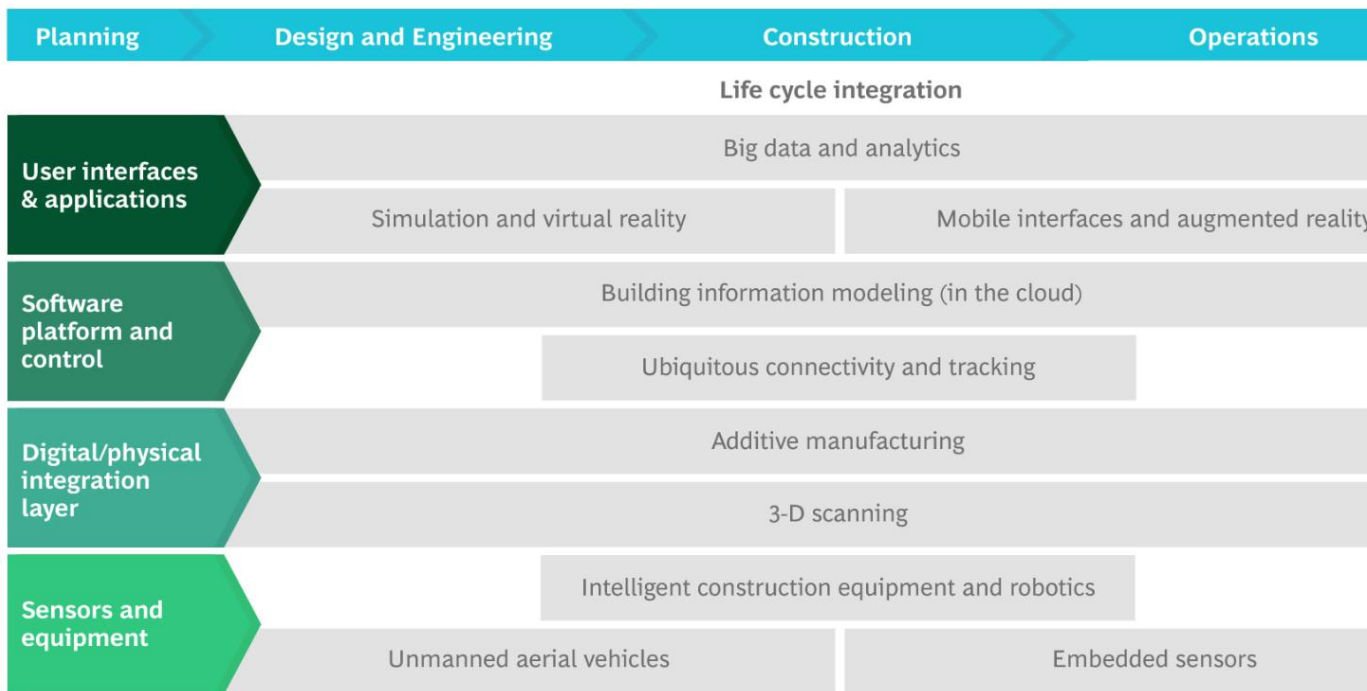 Planning Design and Engineering Construction Operations
Life cycle integration
User interfaces
& applications
Big data and analytics
Simulation and virtual reality
Mobile interfaces and augmented reality
Software
platform and
control
Building information modeling (in the cloud)
Ubiquitous connectivity and tracking
Digital/physical
integration
layer
Additive manufacturing
3-D scanning
Sensors and
equipment
Intelligent construction equipment and robotics
Unmanned aerial vehicles
Embedded sensors